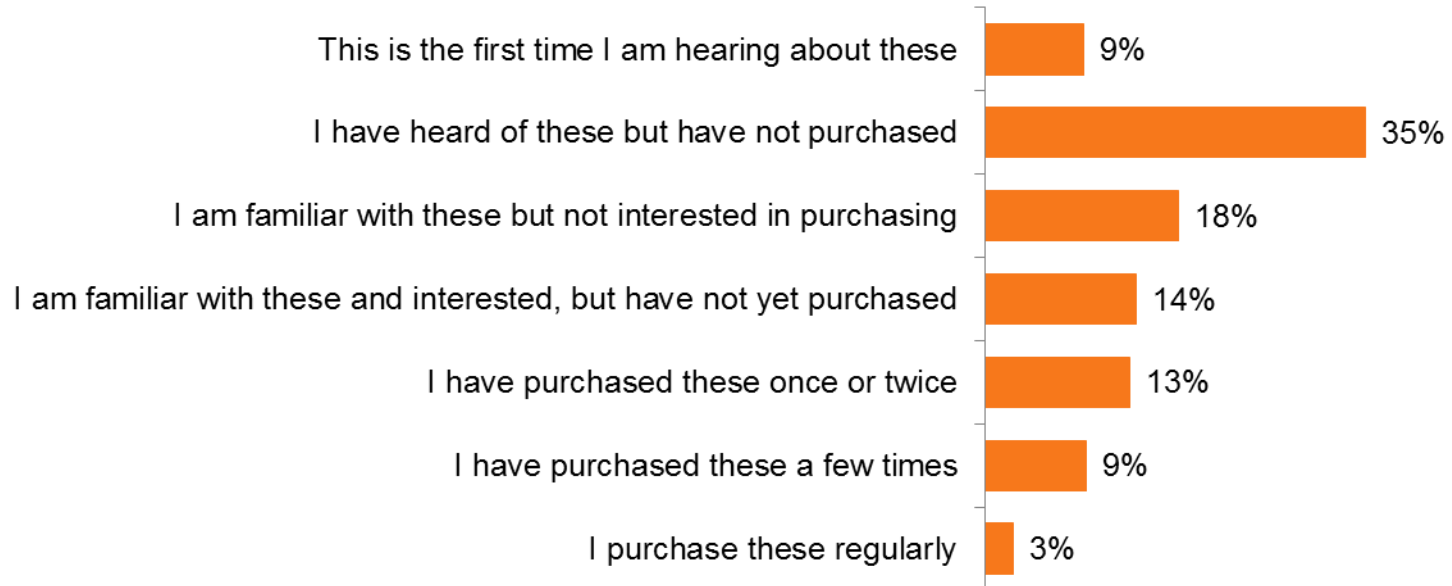 This is the first time I am hearing about these 9%
I have heard of these but have not purchased 35%
I am familiar with these but not interested in purchasing 18%
I am familiar with these and interested, but have not yet purchased 14%
I have purchased these once or twice 13%
I have purchased these a few times 9%
I purchase these regularly 3%